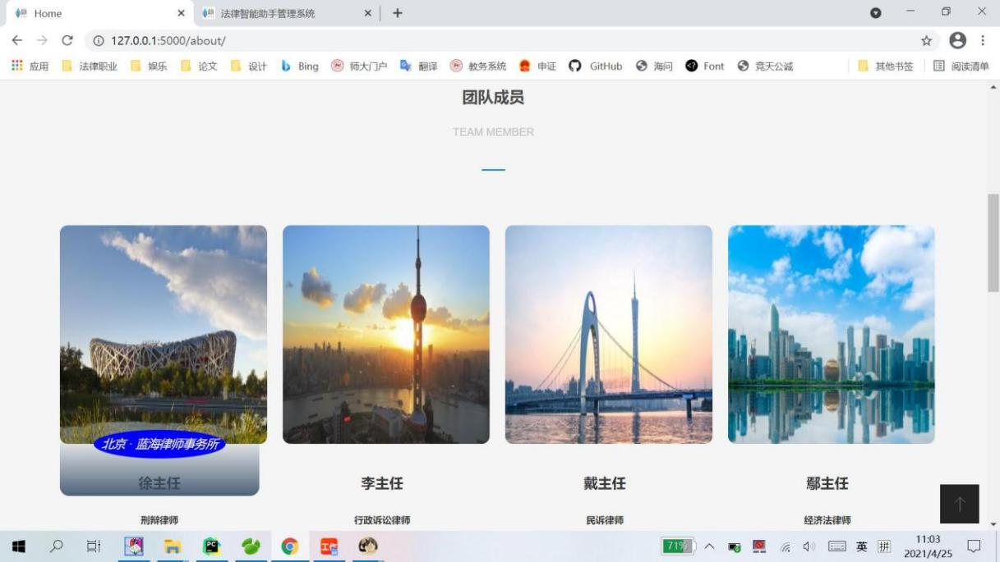 Home
法律智能助手管理系统
127.0.0.1:5000/about/
应用 法律职业 娱乐 论文 设计 Bing 师大门户 翻译 教务系统 申证 GitHub 海问 Font 竞天公诚 其他书签 阅读清单
团队成员
TEAM MEMBER
北京 · 蓝海律师事务所
徐主任 李主任 戴主任 鄢主任
刑辩律师 行政诉讼律师 民诉律师 经济法律师
PC 工作 71% 英 拼 11:03
2021/4/25